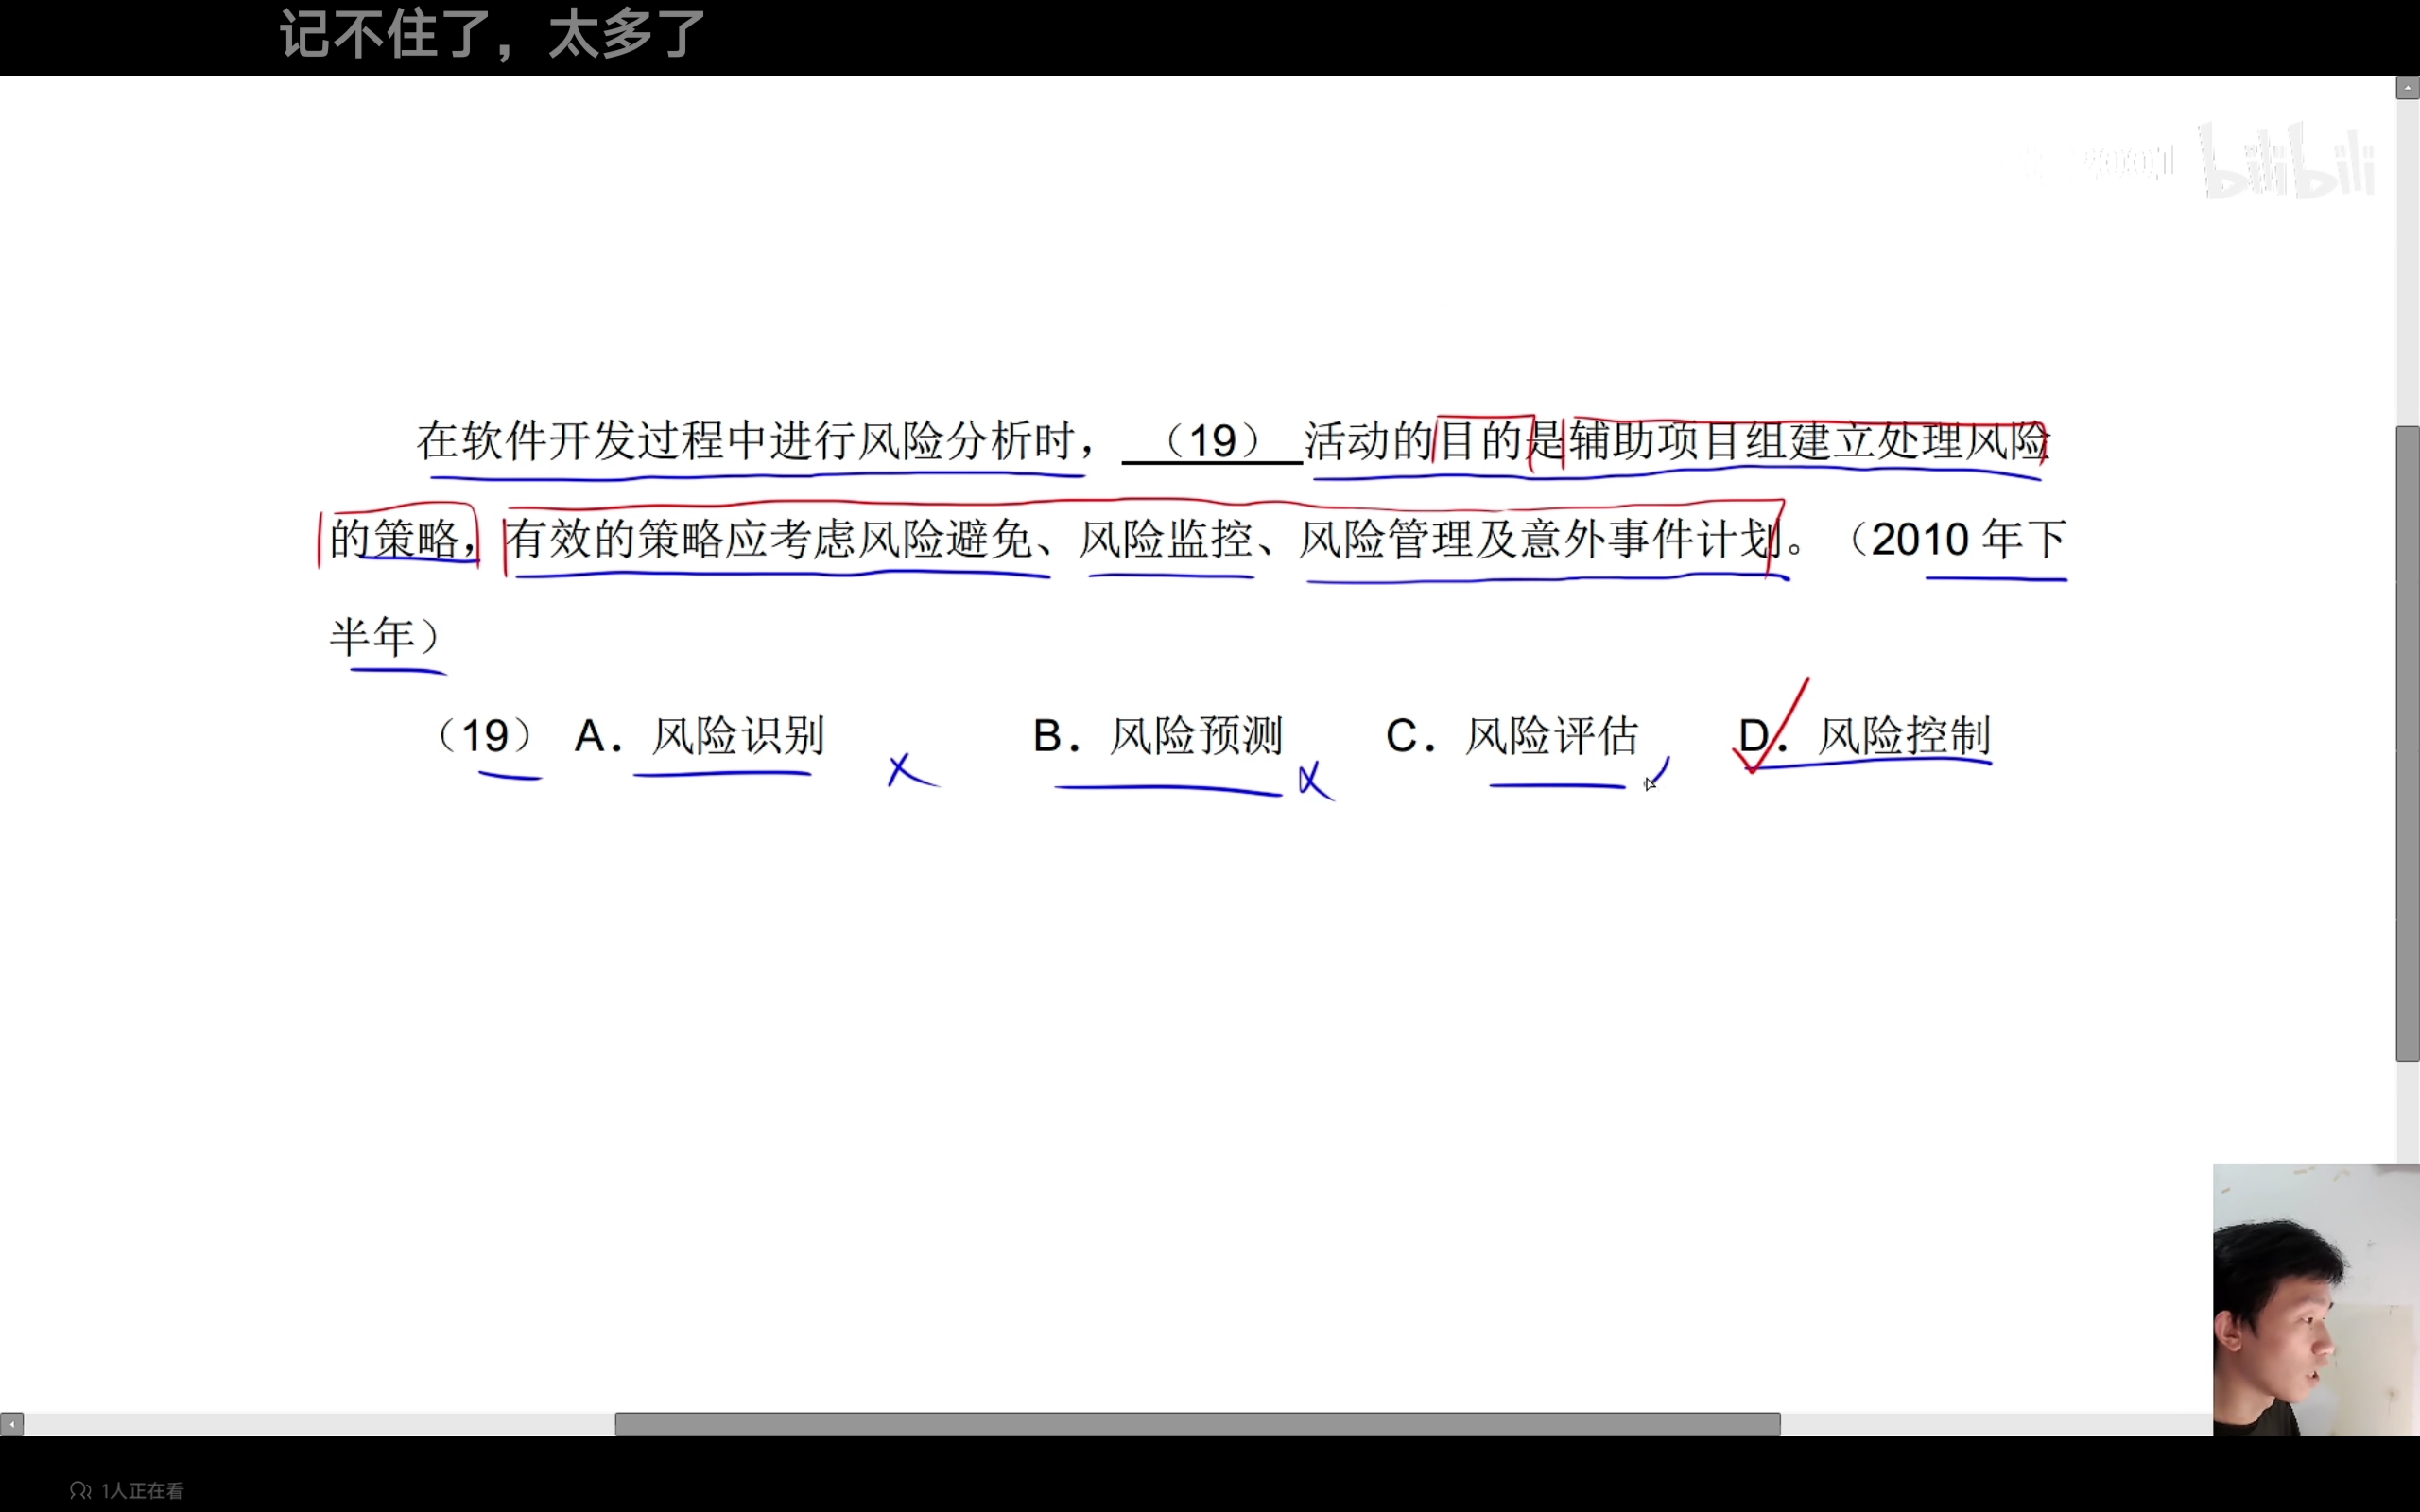 记不住了，太多了
bilibili
在软件开发过程中进行风险分析时，（19）活动的目的是辅助项目组建立处理风险
的策略，有效的策略应考虑风险避免、风险监控、风险管理及意外事件计划。（2010 年下
半年）
（19） A．风险识别 B．风险预测 C．风险评估 D．风险控制
1人正在看